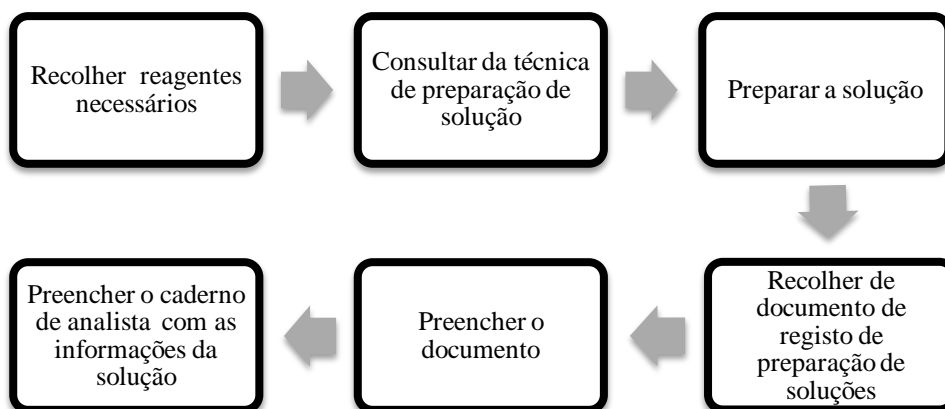 Recolher reagentes
necessários
Consultar da técnica
de preparação de
solução
Preparar a solução
Recolher de
documento de
registo de
preparação de
soluções
Preencher o
documento
Preencher o caderno
de analista com as
informações da
solução